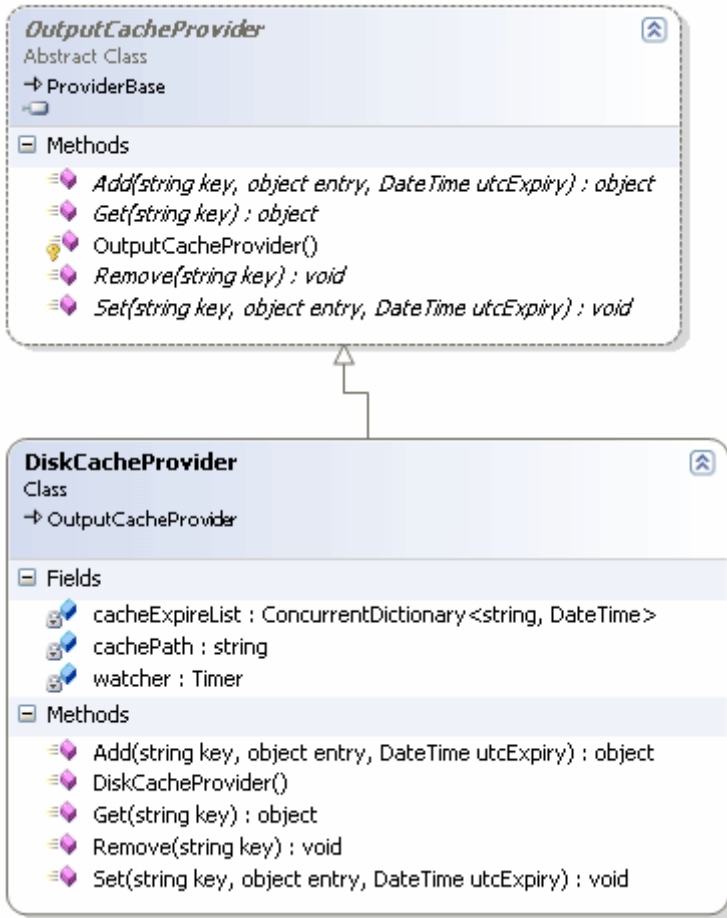 OutputCacheProvider
Abstract Class
ProviderBase
Methods
Add(string key, object entry, DateTime utcExpiry) : object
Get(string key) : object
OutputCacheProvider()
Remove(string key) : void
Set(string key, object entry, DateTime utcExpiry) : void
DiskCacheProvider
Class
OutputCacheProvider
Fields
cacheExpireList : ConcurrentDictionary<string, DateTime>
cachePath : string
watcher : Timer
Methods
Add(string key, object entry, DateTime utcExpiry) : object
DiskCacheProvider()
Get(string key) : object
Remove(string key) : void
Set(string key, object entry, DateTime utcExpiry) : void